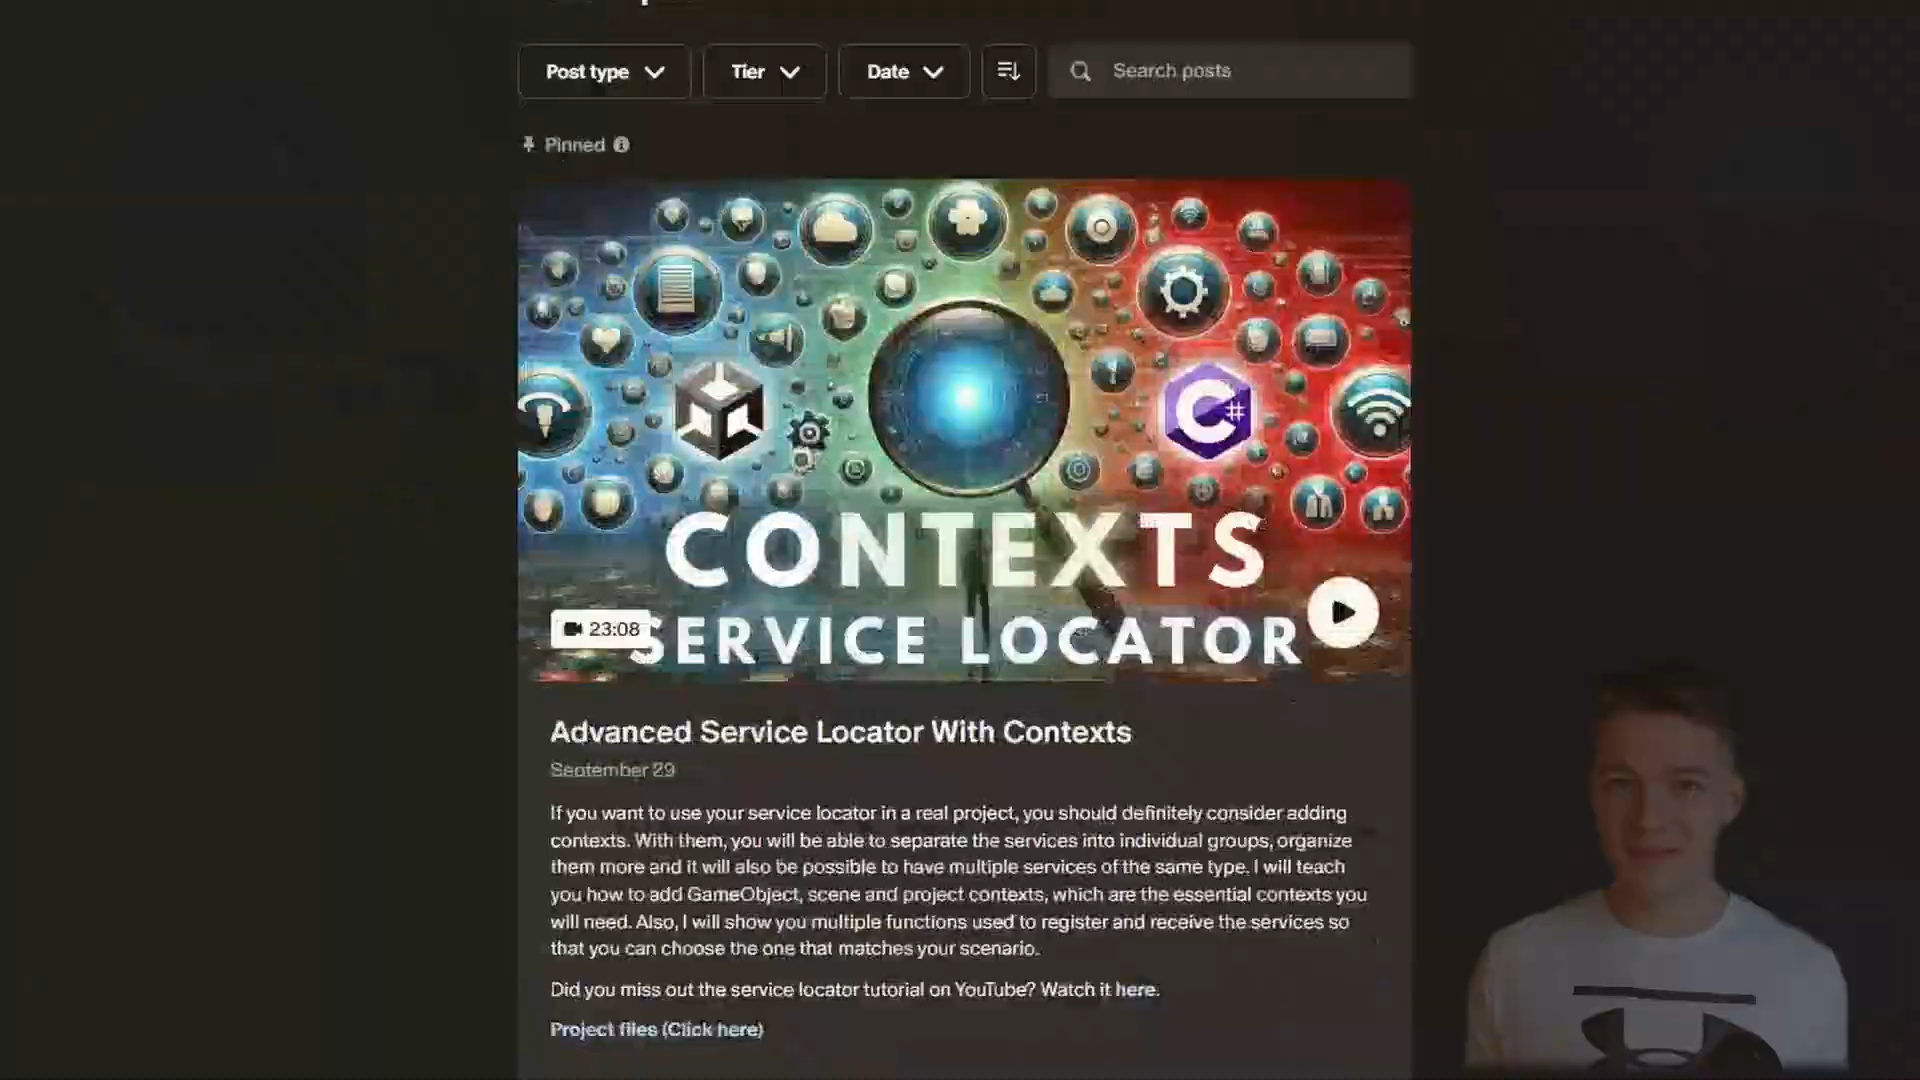 Post type
Tier
Date
Search posts
Pinned
C#
CONTEXTS
23:08
SERVICE LOCATOR
Advanced Service Locator With Contexts
September 29
If you want to use your service locator in a real project, you should definitely consider adding
contexts. With them, you will be able to separate the services into individual groups, organize
them more and it will also be possible to have multiple services of the same type. I will teach
you how to add GameObject, scene and project contexts, which are the essential contexts you
will need. Also, I will show you multiple functions used to register and receive the services so
that you can choose the one that matches your scenario.
Did you miss out the service locator tutorial on YouTube? Watch it here.
Project files (Click here)